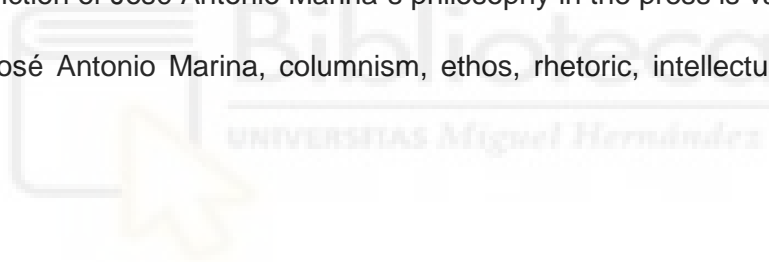 ction of José Antonio Marina's philosophy in the press is va
osé Antonio Marina, columnism, ethos, rhetoric, intellectu
Biblioteca
UNIVERSITAS Miguel Hernández